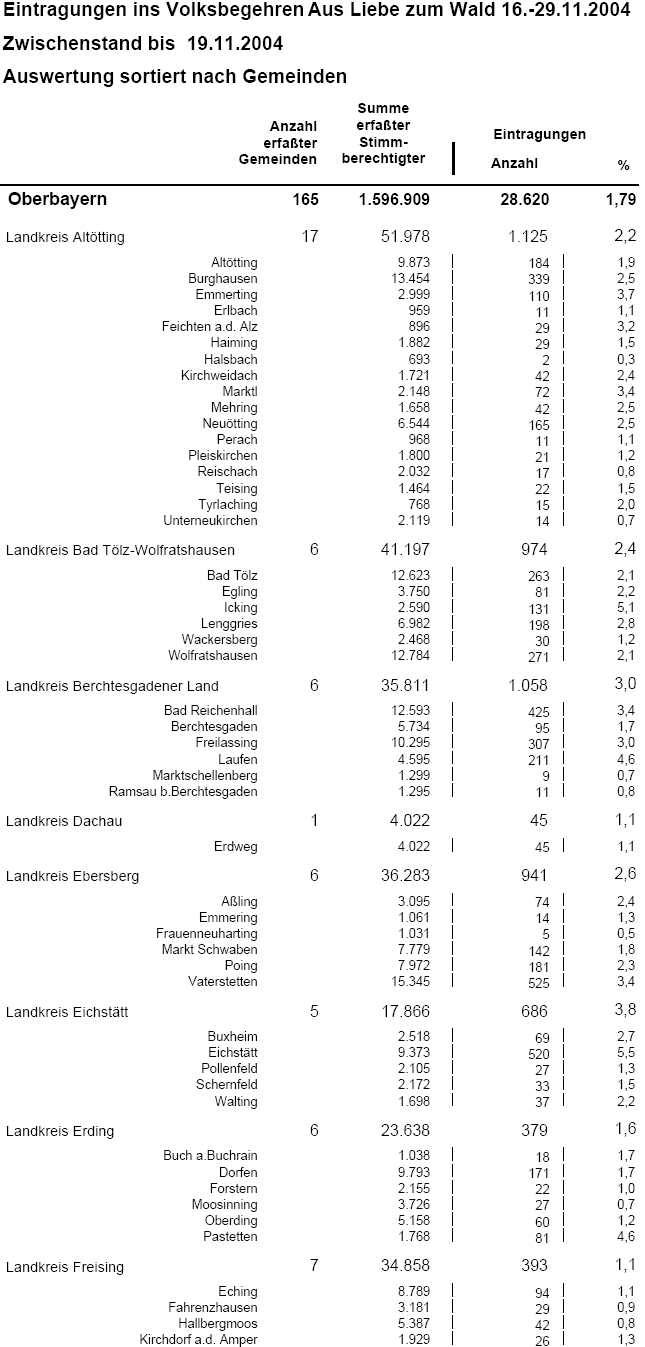 Eintragungen ins Volksbegehren Aus Liebe zum Wald 16.-29.11.2004
Zwischenstand bis 19.11.2004
Auswertung sortiert nach Gemeinden
Anzahl erfaßter Gemeinden
Summe erfaßter Stimm-berechtigter
Eintragungen
Anzahl %
Oberbayern 165 1.596.909 28.620 1,79
Landkreis Altötting 17 51.978 1.125 2,2
Altötting 9.873 184 1,9
Burghausen 13.454 339 2,5
Emmerting 2.999 110 3,7
Erlbach 959 11 1,1
Feichten a.d. Alz 896 29 3,2
Haiming 1.882 29 1,5
Halsbach 693 2 0,3
Kirchweidach 1.721 42 2,4
Marktl 2.148 72 3,4
Mehring 1.658 42 2,5
Neuötting 6.544 165 2,5
Perach 968 11 1,1
Pleiskirchen 1.800 21 1,2
Reischach 2.032 17 0,8
Teising 1.464 22 1,5
Tyrlaching 768 15 2,0
Unterneukirchen 2.119 14 0,7
Landkreis Bad Tölz-Wolfratshausen 6 41.197 974 2,4
Bad Tölz 12.623 263 2,1
Egling 3.750 81 2,2
Icking 2.590 131 5,1
Lenggries 6.982 198 2,8
Wackersberg 2.468 30 1,2
Wolfratshausen 12.784 271 2,1
Landkreis Berchtesgadener Land 6 35.811 1.058 3,0
Bad Reichenhall 12.593 425 3,4
Berchtesgaden 5.734 95 1,7
Freilassing 10.295 307 3,0
Laufen 4.595 211 4,6
Marktschellenberg 1.299 9 0,7
Ramsau b.Berchtesgaden 1.295 11 0,8
Landkreis Dachau 1 4.022 45 1,1
Erdweg 4.022 45 1,1
Landkreis Ebersberg 6 36.283 941 2,6
Aßling 3.095 74 2,4
Emmering 1.061 14 1,3
Frauenneuharting 1.031 5 0,5
Markt Schwaben 7.779 142 1,8
Poing 7.972 181 2,3
Vaterstetten 15.345 525 3,4
Landkreis Eichstätt 5 17.866 686 3,8
Buxheim 2.518 69 2,7
Eichstätt 9.373 520 5,5
Pollenfeld 2.105 27 1,3
Schernfeld 2.172 33 1,5
Walting 1.698 37 2,2
Landkreis Erding 6 23.638 379 1,6
Buch a.Buchrain 1.038 18 1,7
Dorfen 9.793 171 1,7
Forstern 2.155 22 1,0
Moosinning 3.726 27 0,7
Oberding 5.158 60 1,2
Pastetten 1.768 81 4,6
Landkreis Freising 7 34.858 393 1,1
Eching 8.789 94 1,1
Fahrenzhausen 3.181 29 0,9
Hallbergmoos 5.387 42 0,8
Kirchdorf a.d. Amper 1.929 26 1,3